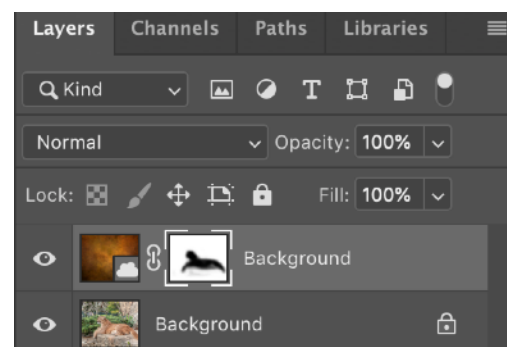 Layers Channels Paths Libraries
Kind T
Normal Opacity: 100%
Lock: Fill: 100%
Background
Background